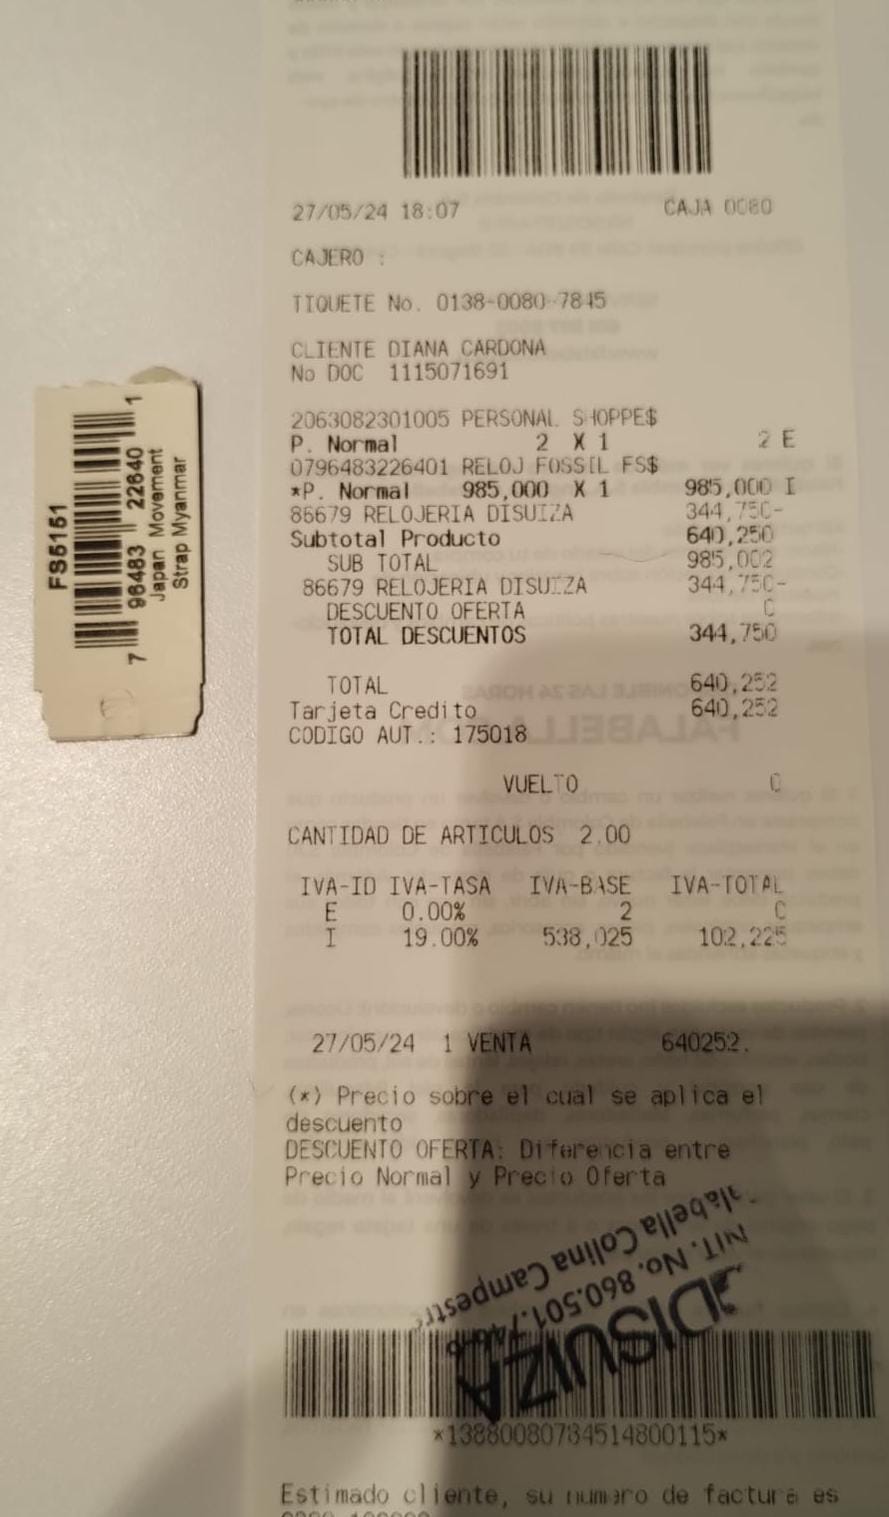 27/05/24 18:07 CAJA 0080
CAJERO :
TIQUETE No. 0138-0080-7845
CLIENTE DIANA CARDONA
No DOC 1115071691
2063082301005 PERSONAL SHOPPE$
P. Normal 2 X 1 2 E
0796483226401 RELOJ FOSSIL FS$
*P. Normal 985,000 X 1 985,000 I
86679 RELOJERIA DISUIZA 344,750-
Subtotal Producto 640,250
SUB TOTAL 985,002
86679 RELOJERIA DISUIZA 344,750-
DESCUENTO OFERTA 0
TOTAL DESCUENTOS 344,750
TOTAL 640,252
Tarjeta Credito 640,252
CODIGO AUT.: 175018
VUELTO 0
CANTIDAD DE ARTICULOS 2.00
IVA-ID IVA-TASA IVA-BASE IVA-TOTAL
E 0.00% 2 0
I 19.00% 538,025 102,225
27/05/24 1 VENTA 640252.
(*) Precio sobre el cual se aplica el
descuento
DESCUENTO OFERTA: Diferencia entre
Precio Normal y Precio Oferta
DISUIZA
NIT. No. 860.501.
Falabella Colina Campestre
*13880080784514800115*
Estimado cliente, su numero de factura es
FS5151
7 96483 22640 1
Japan Movement
Strap Myanmar